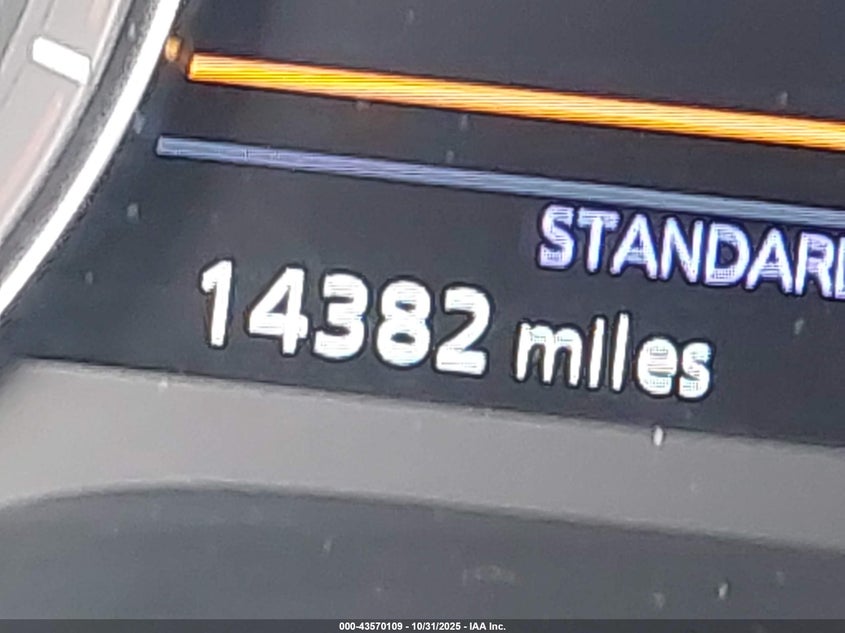 STANDARD
14382 miles
000-43570109 - 10/31/2025 - IAA Inc.